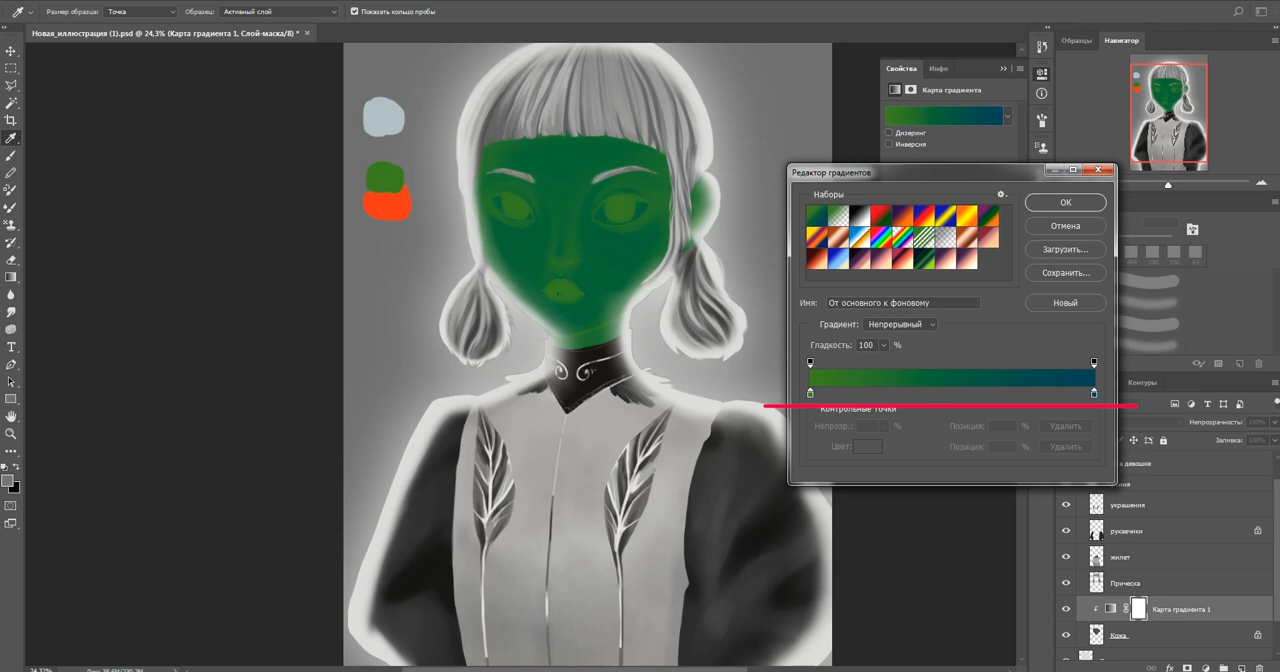 Размер образца: Точка Образец: Активный слой Показать кольцо пробы
Новая_иллюстрация (1).psd @ 24,3% (Карта градиента 1, Слой-маска/8) * ×
Образцы Навигатор
Свойства Инфо
Карта градиента
Дизеринг
Инверсия
Редактор градиентов
Наборы
OK
Отмена
Загрузить...
Сохранить...
Имя: От основного к фоновому
Новый
Градиент: Непрерывный
Гладкость: 100 %
Контрольные точки
Непрозр.: % Позиция: % Удалить
Цвет: Позиция: % Удалить
Контуры
Непрозрачность: 100%
Заливка: 100%
а девошке
украшения
рукавчики
жилет
Прическа
Карта градиента 1
Кожа